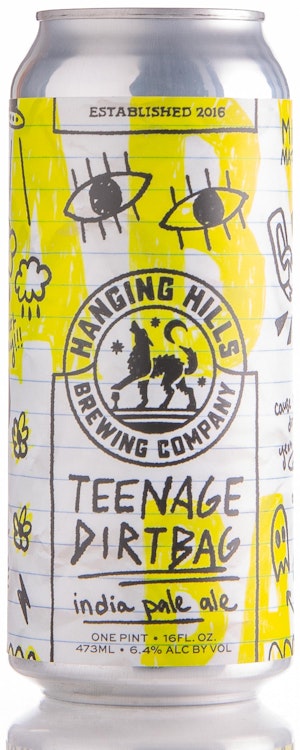 ESTABLISHED 2016
HANGING HILLS
BREWING COMPANY
TEENAGE
DIRTBAG
india pale ale
ONE PINT • 16FL. OZ.
473ML • 6.4% ALC BY VOL
cause